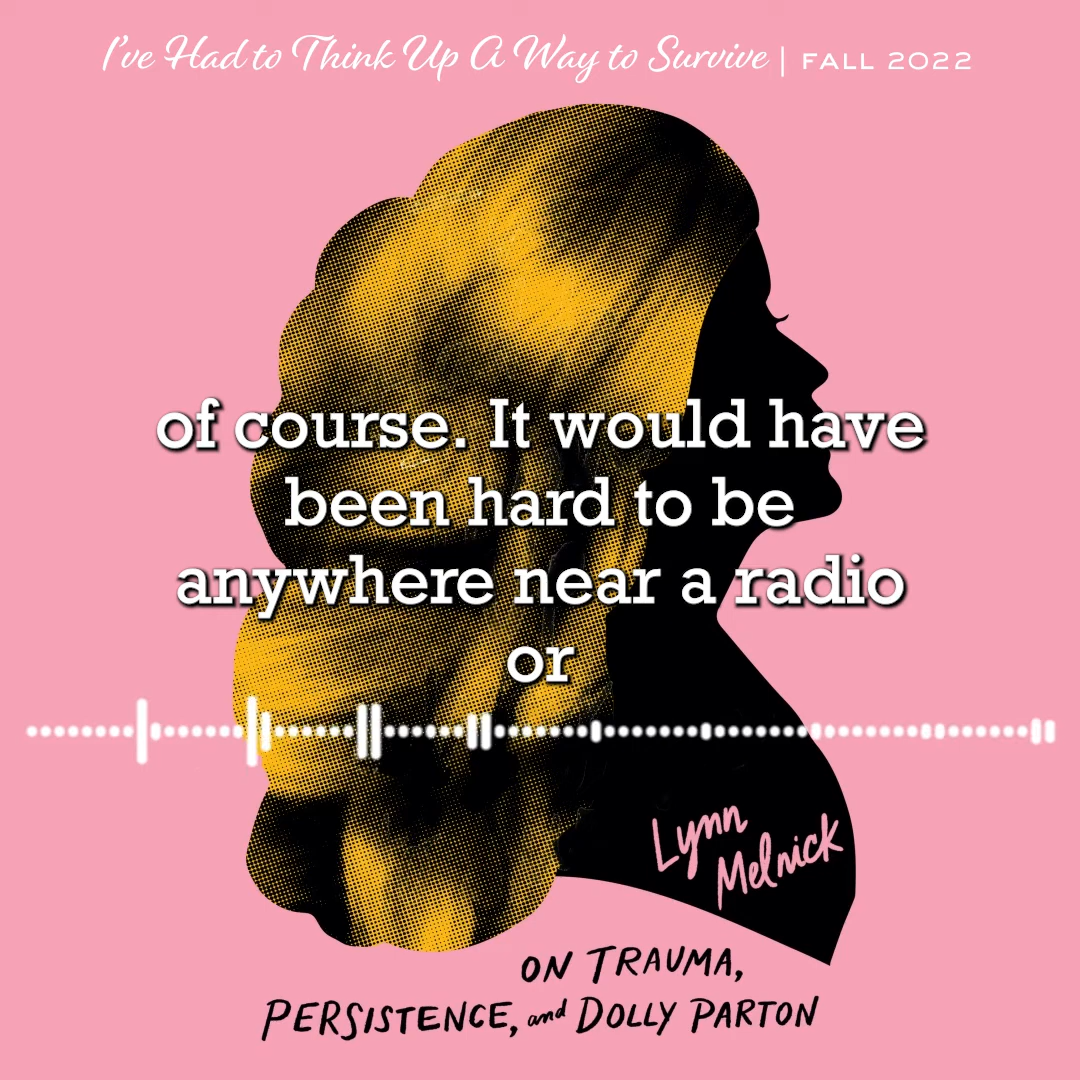 I've Had to Think Up A Way to Survive | FALL 2022
of course. It would have
been hard to be
anywhere near a radio
or
Lynn
Melnick
ON TRAUMA,
PERSISTENCE, and DOLLY PARTON